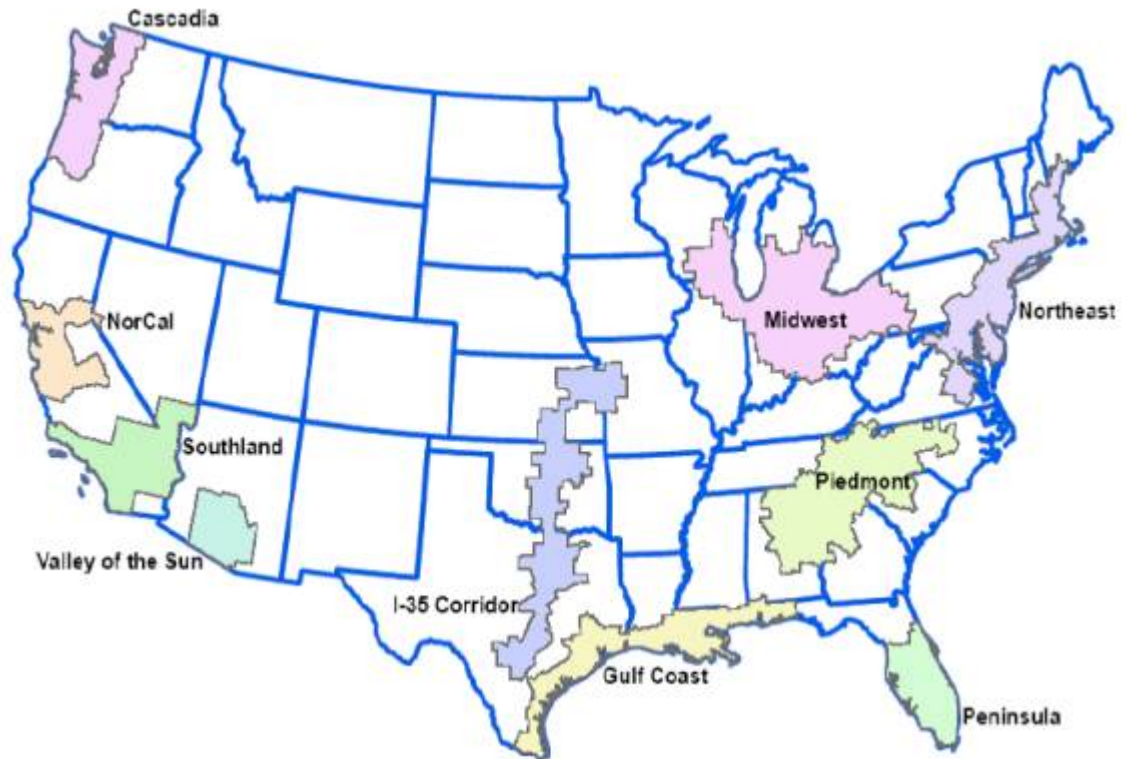 Cascadia
NorCal
Midwest
Northeast
Southland
Piedmont
Valley of the Sun
I-35 Corridor
Gulf Coast
Peninsula